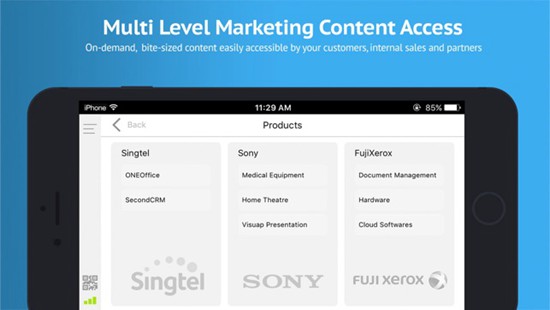 Multi Level Marketing Content Access
On-demand, bite-sized content easily accessible by your customers, internal sales and partners
iPhone 11:29 AM 85%
Back Products
Singtel Sony FujiXerox
ONEOffice Medical Equipment Document Management
SecondCRM Home Theatre Hardware
Visuap Presentation Cloud Softwares
Singtel SONY FUJI XEROX